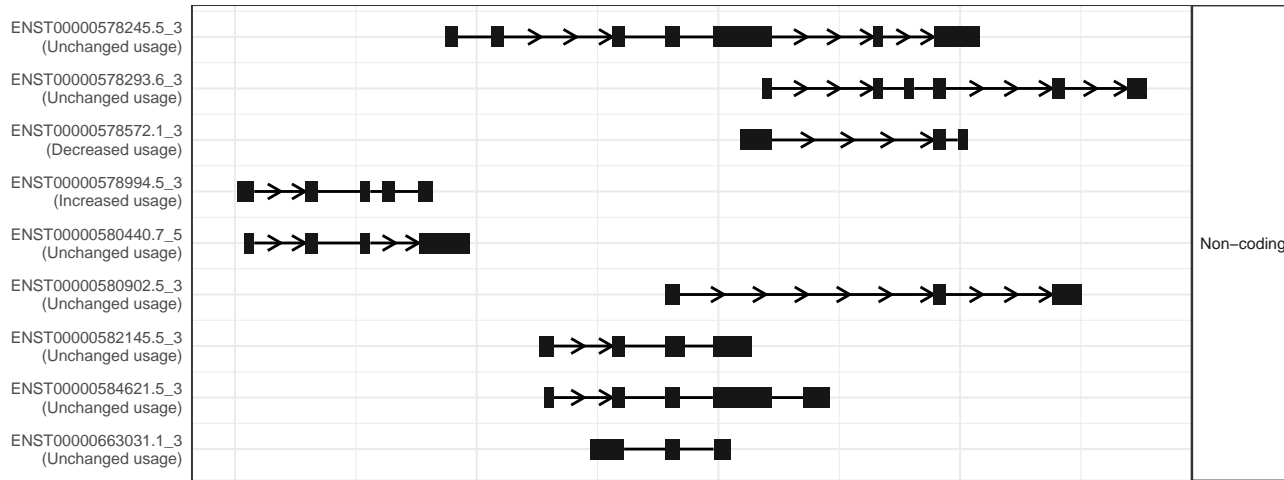 ENST00000578245.5_3
(Unchanged usage)
ENST00000578293.6_3
(Unchanged usage)
ENST00000578572.1_3
(Decreased usage)
ENST00000578994.5_3
(Increased usage)
ENST00000580440.7_5
(Unchanged usage)
ENST00000580902.5_3
(Unchanged usage)
ENST00000582145.5_3
(Unchanged usage)
ENST00000584621.5_3
(Unchanged usage)
ENST00000663031.1_3
(Unchanged usage)
Non−coding